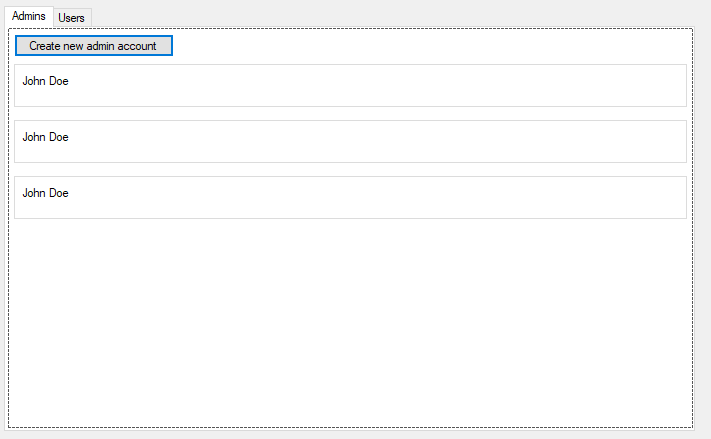 Admins Users
Create new admin account
John Doe
John Doe
John Doe